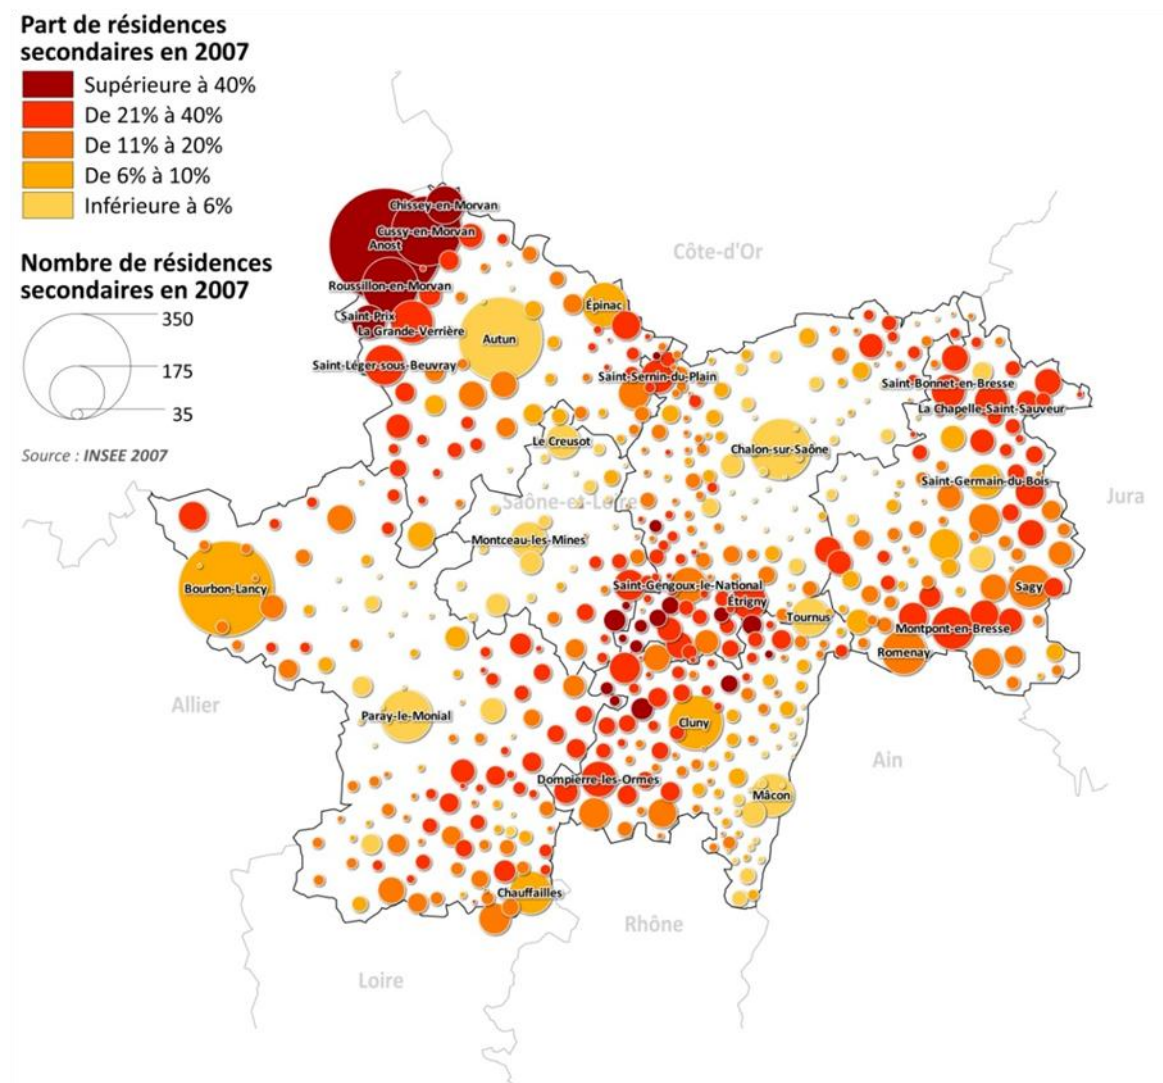 Part de résidences
secondaires en 2007
Supérieure à 40%
De 21% à 40%
De 11% à 20%
De 6% à 10%
Inférieure à 6%
Nombre de résidences
secondaires en 2007
350
175
35
Source : INSEE 2007
Chissey-en-Morvan
Cussy-en-Morvan
Anost
Côte-d'Or
Roussillon-en-Morvan
Épinac
Saint-Prix
La Grande-Verrière
Autun
Saint-Léger-sous-Beuvray
Saint-Sernin-du-Plain
Saint-Bonnet-en-Bresse
La Chapelle-Saint-Sauveur
Le Creusot
Chalon-sur-Saône
Saint-Germain-du-Bois
Saône-et-Loire
Jura
Montceau-les-Mines
Bourbon-Lancy
Saint-Gengoux-le-National
Sagy
Étrigny
Tournus
Montpont-en-Bresse
Romenay
Allier
Paray-le-Monial
Cluny
Ain
Dompierre-les-Ormes
Mâcon
Chauffailles
Rhône
Loire